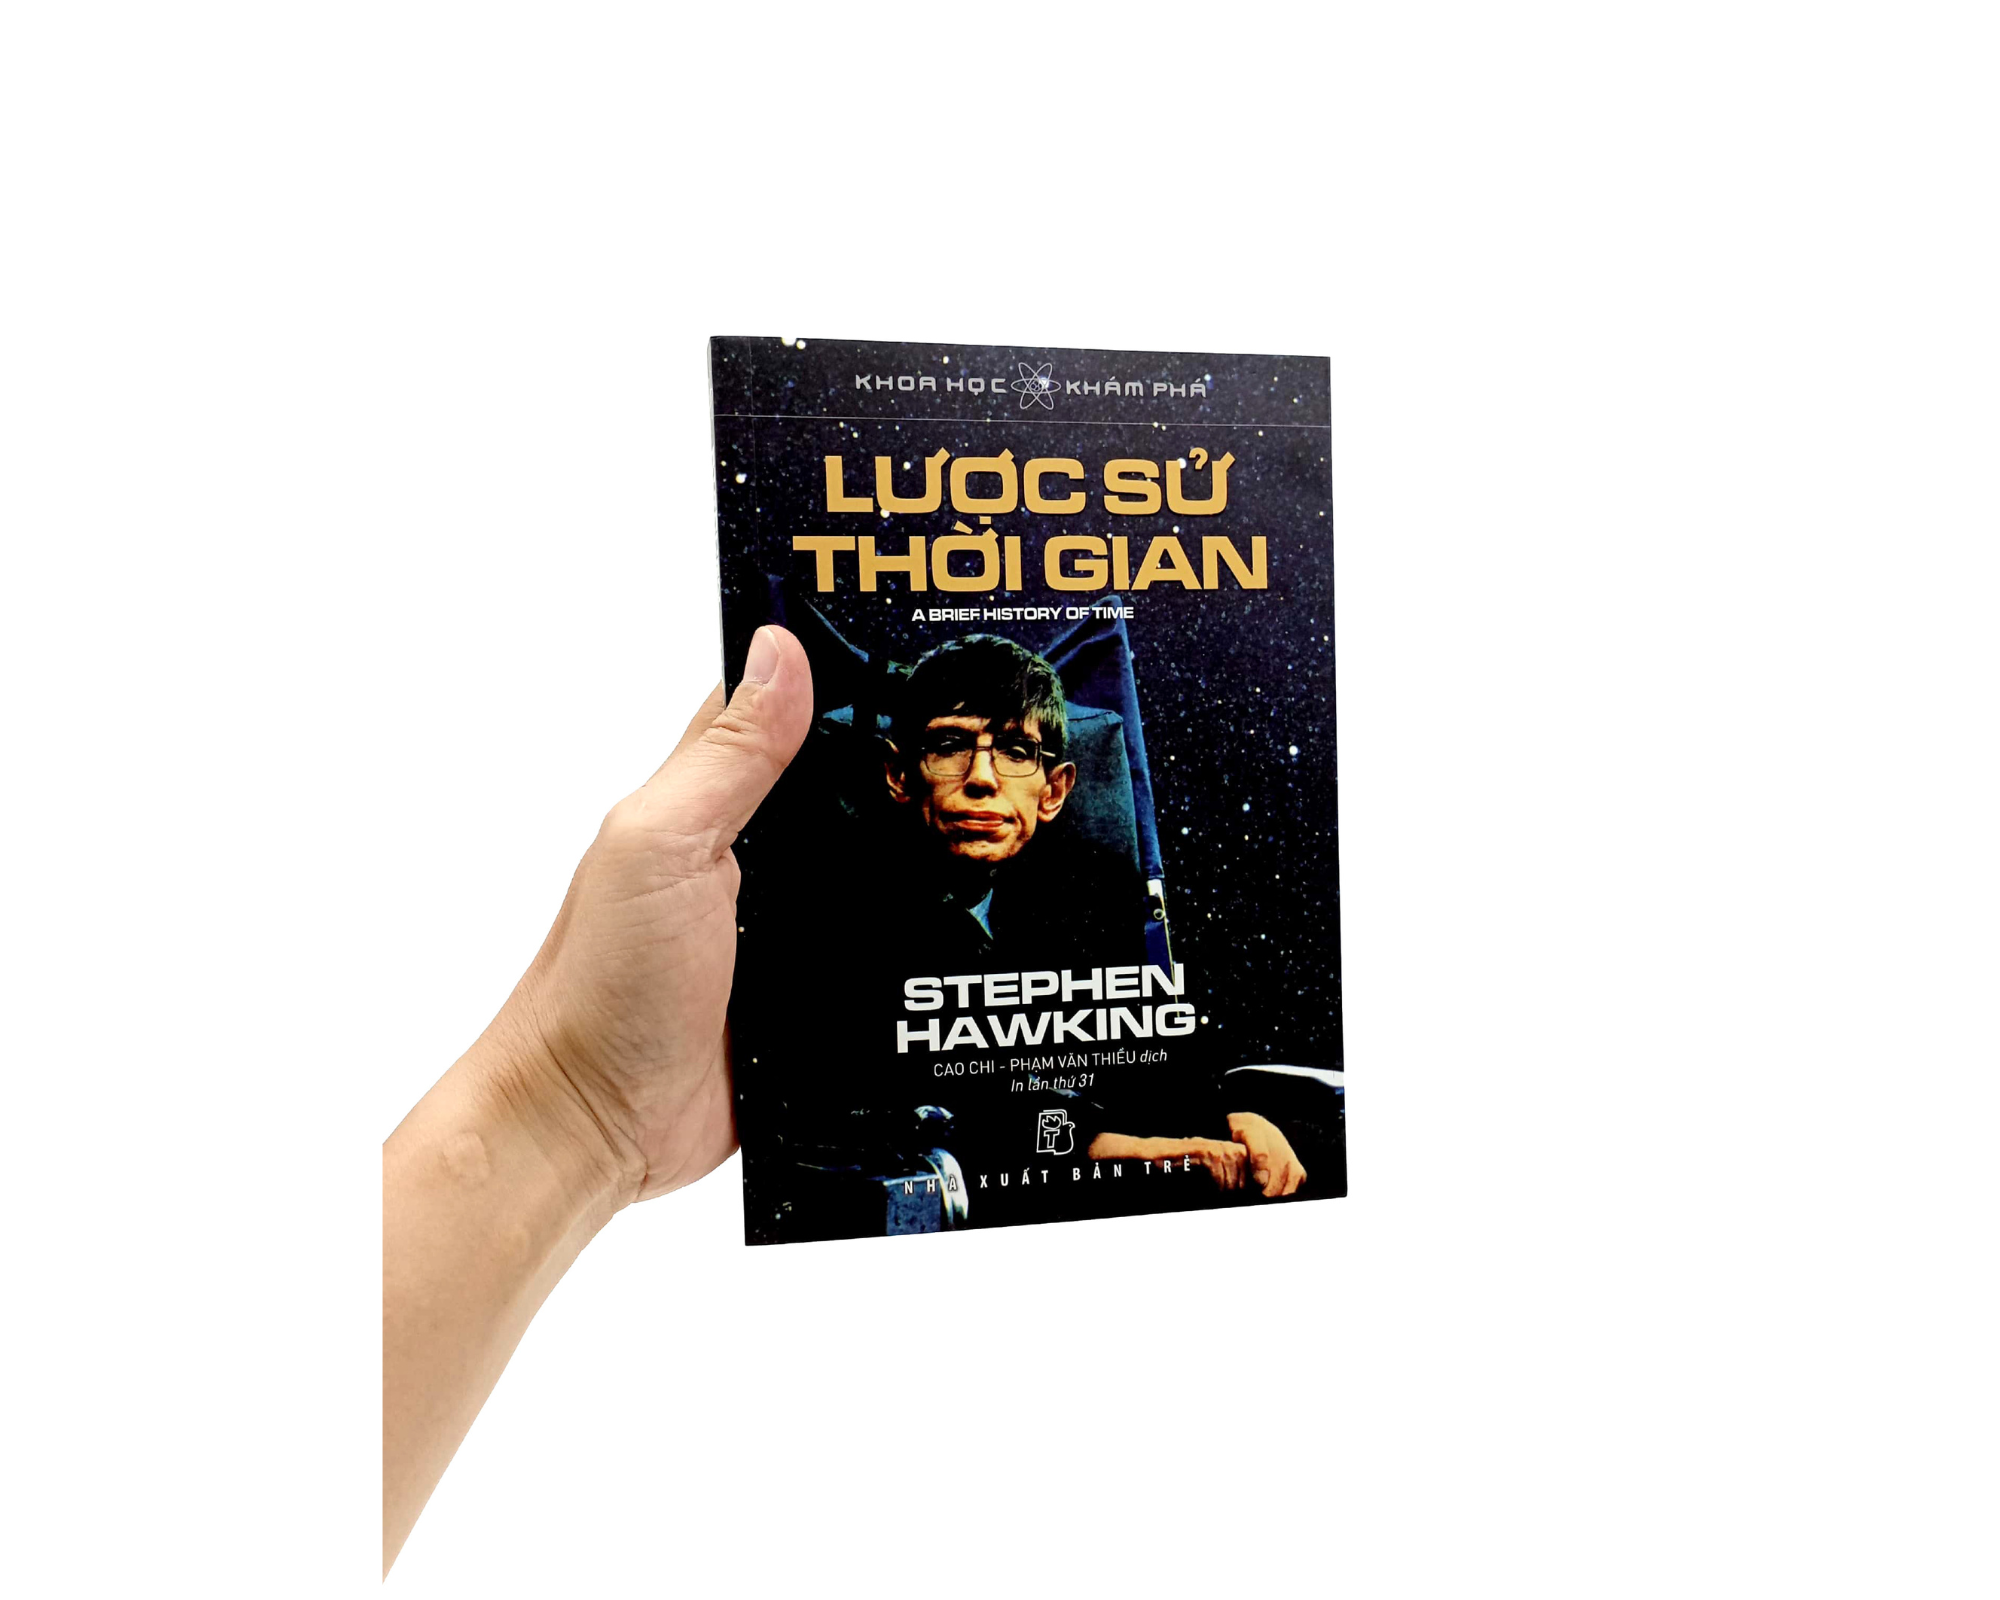 KHOA HỌC KHÁM PHÁ
LƯỢC SỬ
THỜI GIAN
A BRIEF HISTORY OF TIME
STEPHEN
HAWKING
CAO CHI - PHẠM VĂN THIỀU dịch
In lần thứ 31
T
NHÀ XUẤT BẢN TRẺ